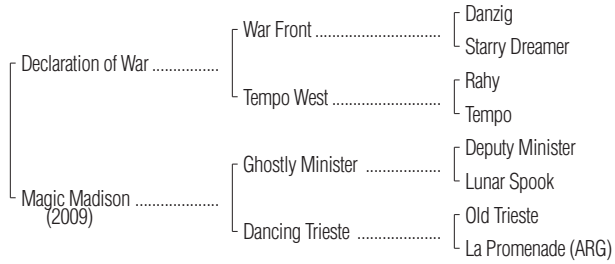 Danzig
War Front ....................
Starry Dreamer
Declaration of War ................
Rahy
Tempo West ..........................
Tempo
Deputy Minister
Ghostly Minister ..................
Lunar Spook
Magic Madison ....................
(2009)
Old Trieste
Dancing Trieste ....................
La Promenade (ARG)